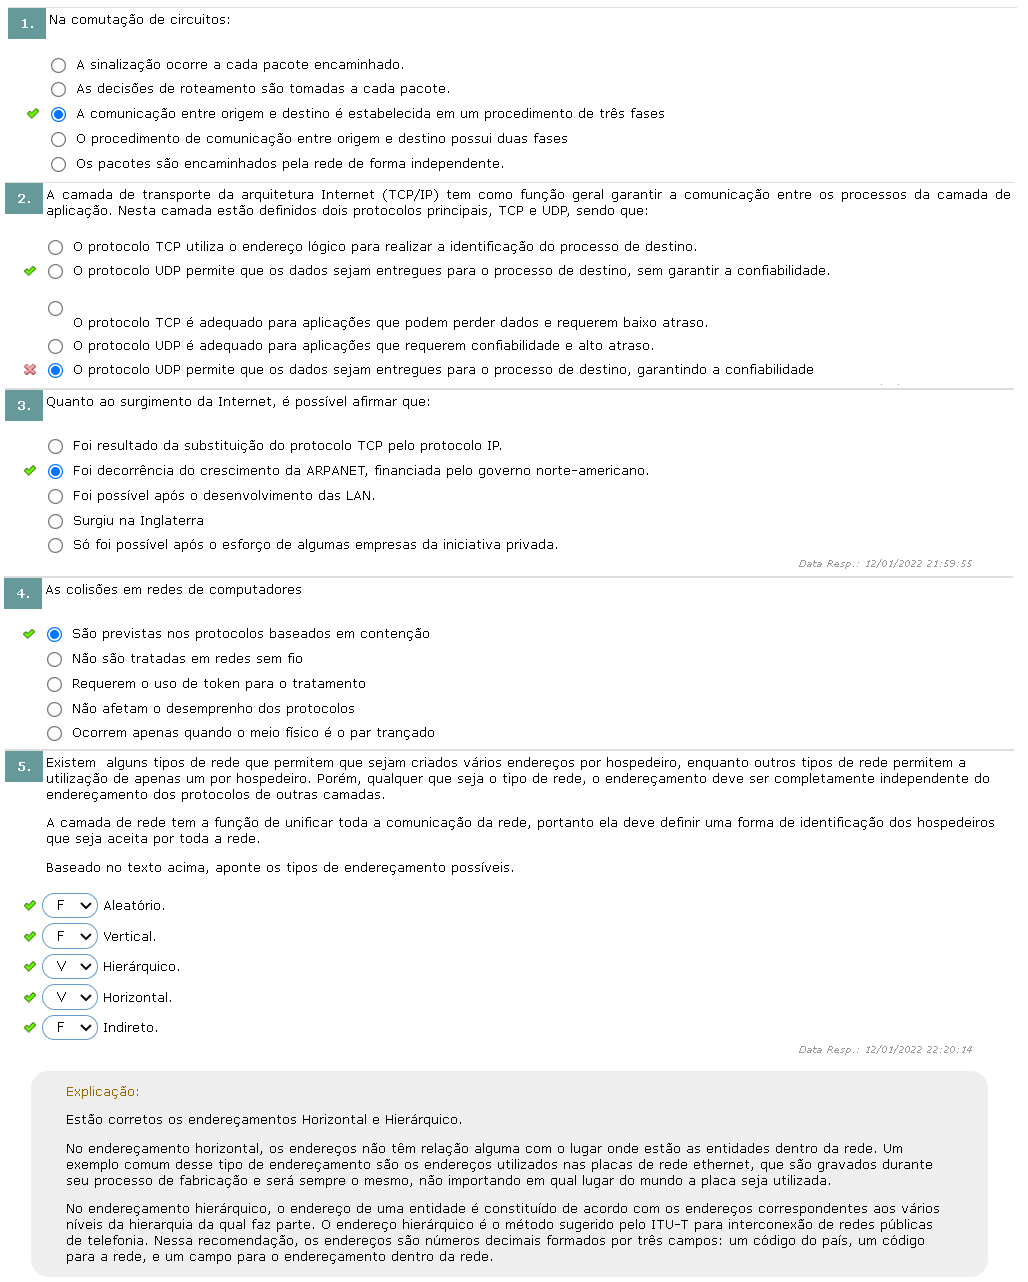 1. Na comutação de circuitos:
A sinalização ocorre a cada pacote encaminhado.
As decisões de roteamento são tomadas a cada pacote.
A comunicação entre origem e destino é estabelecida em um procedimento de três fases
O procedimento de comunicação entre origem e destino possui duas fases
Os pacotes são encaminhados pela rede de forma independente.
2. A camada de transporte da arquitetura Internet (TCP/IP) tem como função geral garantir a comunicação entre os processos da camada de
aplicação. Nesta camada estão definidos dois protocolos principais, TCP e UDP, sendo que:
O protocolo TCP utiliza o endereço lógico para realizar a identificação do processo de destino.
O protocolo UDP permite que os dados sejam entregues para o processo de destino, sem garantir a confiabilidade.
O protocolo TCP é adequado para aplicações que podem perder dados e requerem baixo atraso.
O protocolo UDP é adequado para aplicações que requerem confiabilidade e alto atraso.
O protocolo UDP permite que os dados sejam entregues para o processo de destino, garantindo a confiabilidade
3. Quanto ao surgimento da Internet, é possível afirmar que:
Foi resultado da substituição do protocolo TCP pelo protocolo IP.
Foi decorrência do crescimento da ARPANET, financiada pelo governo norte-americano.
Foi possível após o desenvolvimento das LAN.
Surgiu na Inglaterra
Só foi possível após o esforço de algumas empresas da iniciativa privada.
Data Resp.: 12/01/2022 21:59:55
4. As colisões em redes de computadores
São previstas nos protocolos baseados em contenção
Não são tratadas em redes sem fio
Requerem o uso de token para o tratamento
Não afetam o desemprenho dos protocolos
Ocorrem apenas quando o meio físico é o par trançado
5. Existem alguns tipos de rede que permitem que sejam criados vários endereços por hospedeiro, enquanto outros tipos de rede permitem a
utilização de apenas um por hospedeiro. Porém, qualquer que seja o tipo de rede, o endereçamento deve ser completamente independente do
endereçamento dos protocolos de outras camadas.
A camada de rede tem a função de unificar toda a comunicação da rede, portanto ela deve definir uma forma de identificação dos hospedeiros
que seja aceita por toda a rede.
Baseado no texto acima, aponte os tipos de endereçamento possíveis.
F Aleatório.
F Vertical.
V Hierárquico.
V Horizontal.
F Indireto.
Data Resp.: 12/01/2022 22:20:14
Explicação:
Estão corretos os endereçamentos Horizontal e Hierárquico.
No endereçamento horizontal, os endereços não têm relação alguma com o lugar onde estão as entidades dentro da rede. Um
exemplo comum desse tipo de endereçamento são os endereços utilizados nas placas de rede ethernet, que são gravados durante
seu processo de fabricação e será sempre o mesmo, não importando em qual lugar do mundo a placa seja utilizada.
No endereçamento hierárquico, o endereço de uma entidade é constituído de acordo com os endereços correspondentes aos vários
níveis da hierarquia da qual faz parte. O endereço hierárquico é o método sugerido pelo ITU-T para interconexão de redes públicas
de telefonia. Nessa recomendação, os endereços são números decimais formados por três campos: um código do país, um código
para a rede, e um campo para o endereçamento dentro da rede.